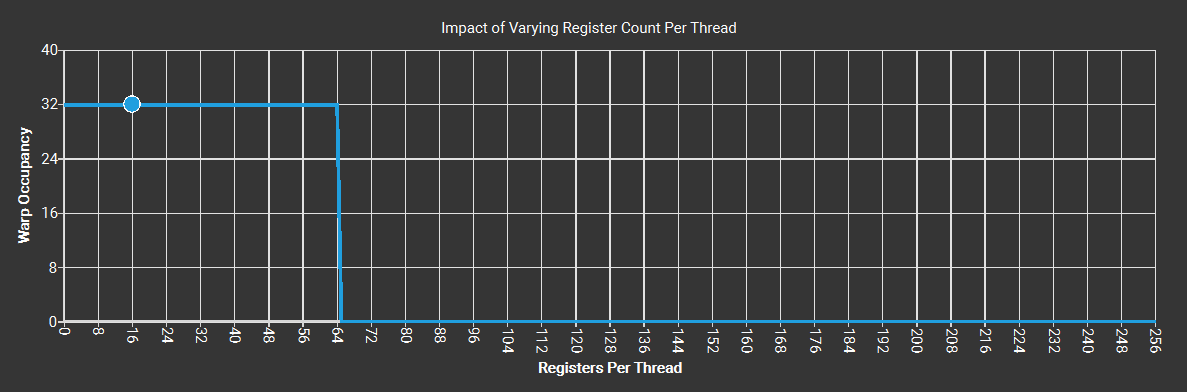 Impact of Varying Register Count Per Thread
40
32
24
16
8
0
Warp Occupancy
0 8 16 24 32 40 48 56 64 72 80 88 96 104 112 120 128 136 144 152 160 168 176 184 192 200 208 216 224 232 240 248 256
Registers Per Thread